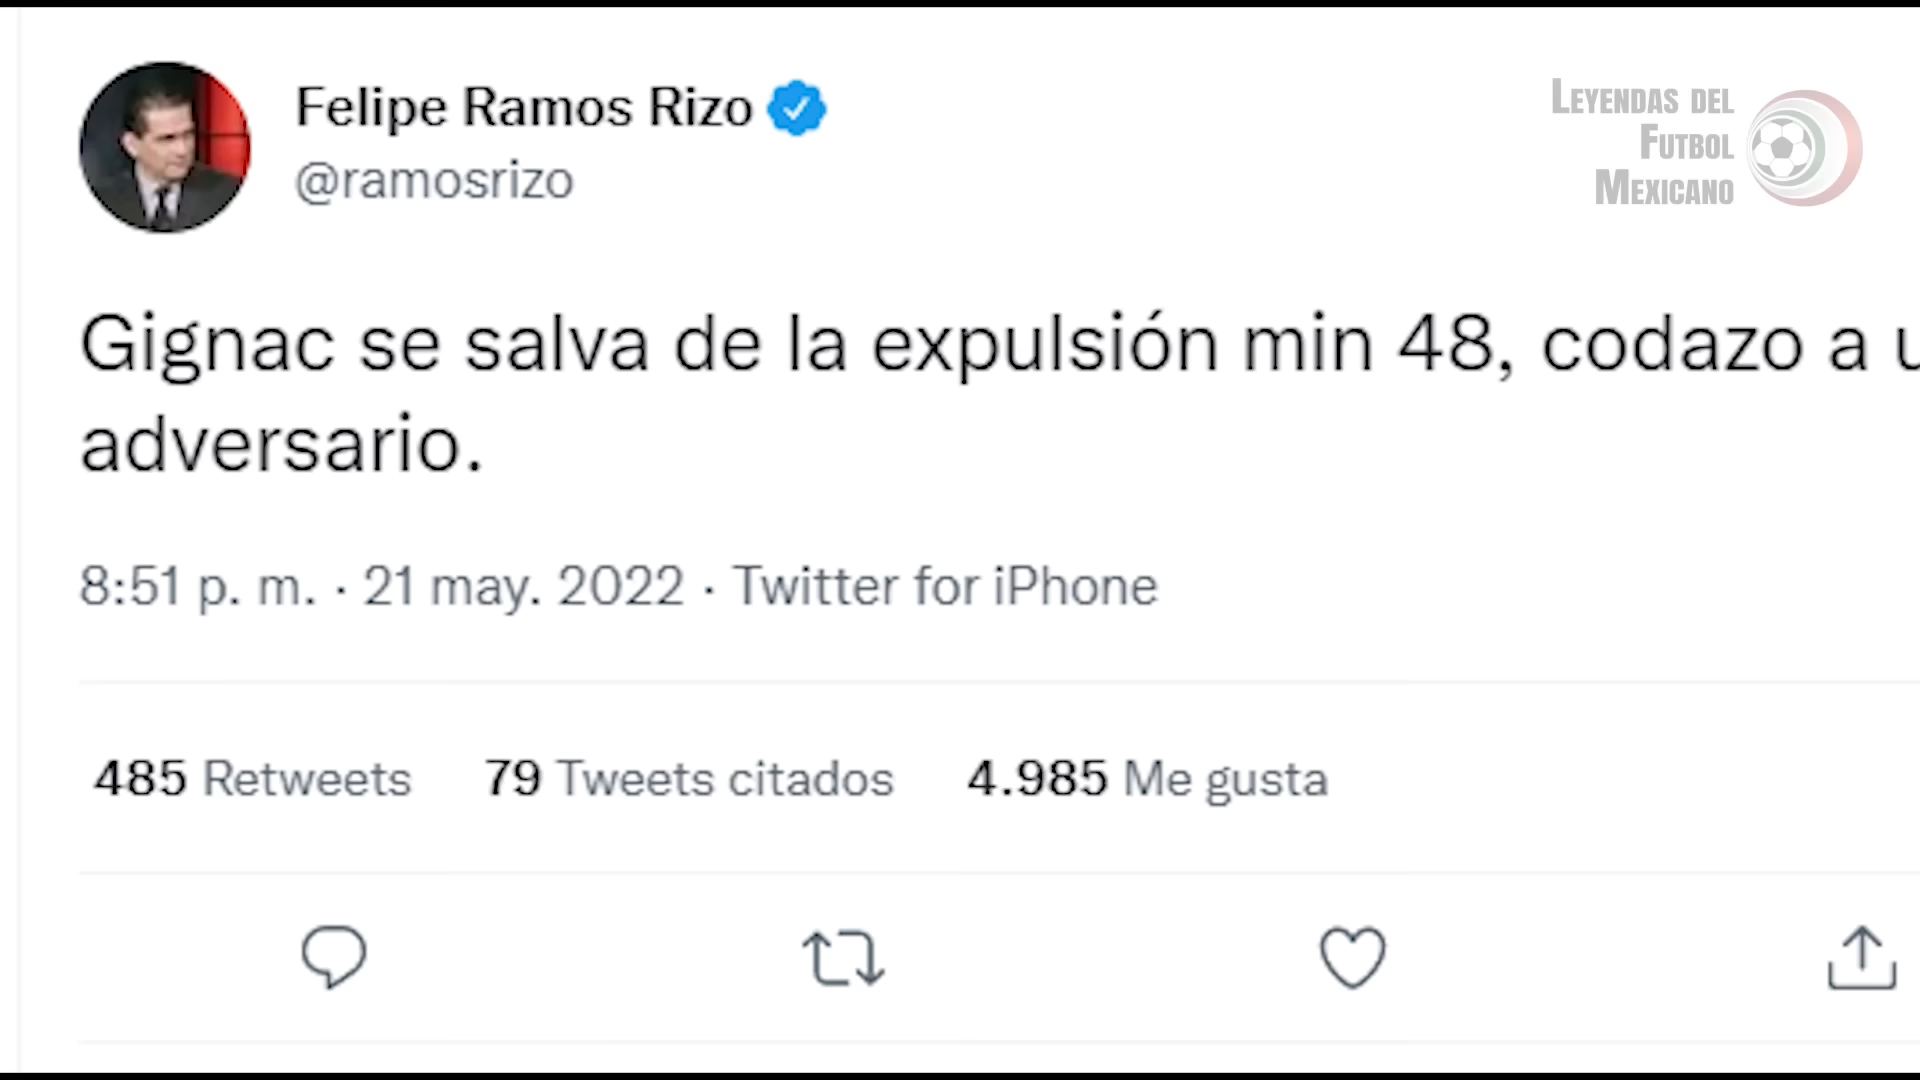 Felipe Ramos Rizo
@ramosrizo
LEYENDAS DEL
FUTBOL
MEXICANO
Gignac se salva de la expulsión min 48, codazo a
adversario.
8:51 p. m. · 21 may. 2022 · Twitter for iPhone
485 Retweets 79 Tweets citados 4.985 Me gusta